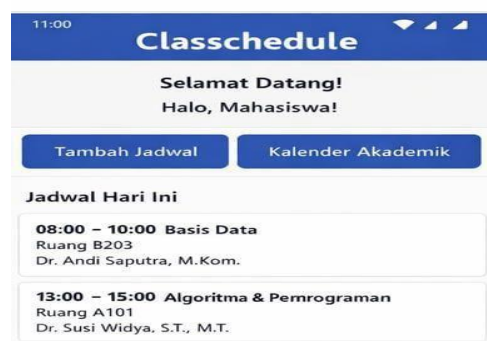 11:00
Classchedule
Selamat Datang!
Halo, Mahasiswa!
Tambah Jadwal
Kalender Akademik
Jadwal Hari Ini
08:00 – 10:00 Basis Data
Ruang B203
Dr. Andi Saputra, M.Kom.
13:00 – 15:00 Algoritma & Pemrograman
Ruang A101
Dr. Susi Widya, S.T., M.T.